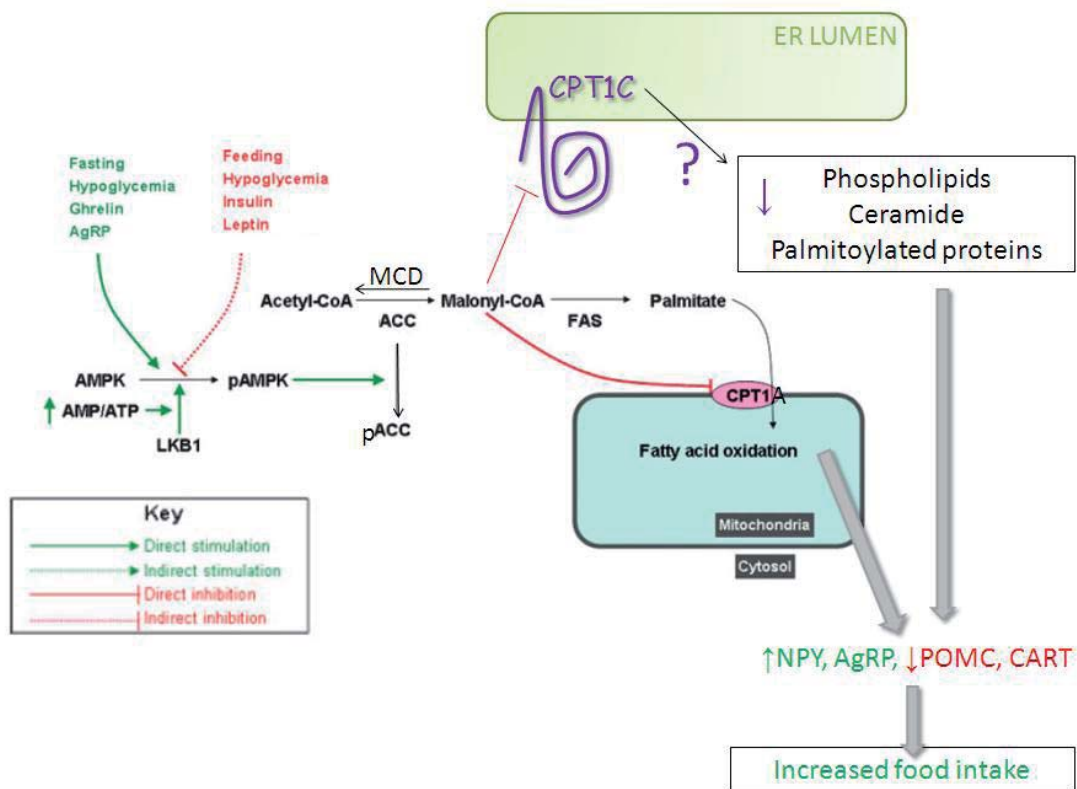 ER LUMEN
CPT1C
?
Fasting
Hypoglycemia
Ghrelin
AgRP
Feeding
Hypoglycemia
Insulin
Leptin
↓
Phospholipids
Ceramide
Palmitoylated proteins
MCD
Acetyl-CoA
Malonyl-CoA
Palmitate
ACC
FAS
AMPK
pAMPK
↑ AMP/ATP
LKB1
pACC
CPT1A
Fatty acid oxidation
Mitochondria
Cytosol
Key
Direct stimulation
Indirect stimulation
Direct inhibition
Indirect inhibition
↑NPY, AgRP, ↓POMC, CART
Increased food intake